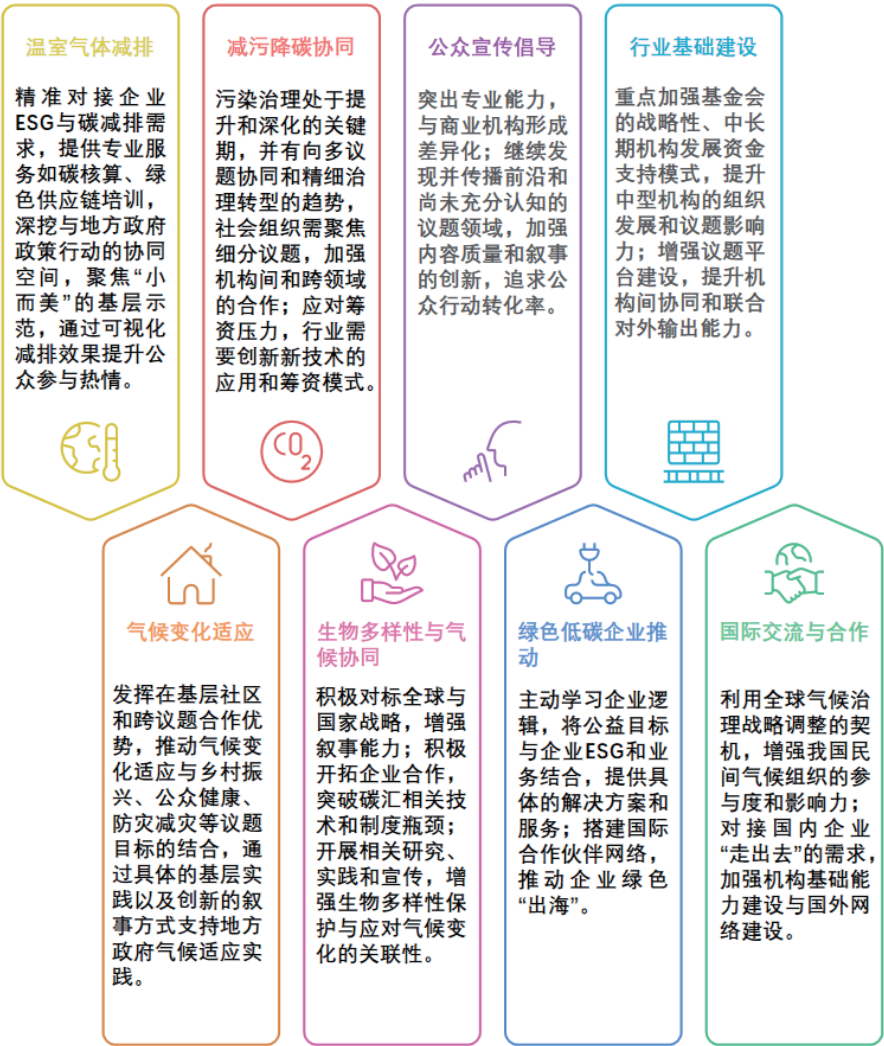 温室气体减排
精准对接企业
ESG与碳减排需
求，提供专业服
务如碳核算、绿
色供应链培训，
深挖与地方政府
政策行动的协同
空间，聚焦“小
而美”的基层示
范，通过可视化
减排效果提升公
众参与热情。
减污降碳协同
污染治理处于提
升和深化的关键
期，并有向多议
题协同和精细治
理转型的趋势，
社会组织需聚焦
细分议题，加强
机构间和跨领域
的合作；应对筹
资压力，行业需
要创新新技术的
应用和筹资模式。
CO2
公众宣传倡导
突出专业能力，
与商业机构形成
差异化；继续发
现并传播前沿和
尚未充分认知的
议题领域，加强
内容质量和叙事
的创新，追求公
众行动转化率。
行业基础建设
重点加强基金会
的战略性、中长
期机构发展资金
支持模式，提升
中型机构的组织
发展和议题影响
力；增强议题平
台建设，提升机
构间协同和联合
对外输出能力。
气候变化适应
发挥在基层社区
和跨议题合作优
势，推动气候变
化适应与乡村振
兴、公众健康、
防灾减灾等议题
目标的结合，通
过具体的基层实
践以及创新的叙
事方式支持地方
政府气候适应实
践。
生物多样性与气
候协同
积极对标全球与
国家战略，增强
叙事能力；积极
开拓企业合作，
突破碳汇相关技
术和制度瓶颈；
开展相关研究、
实践和宣传，增
强生物多样性保
护与应对气候变
化的关联性。
绿色低碳企业推
动
主动学习企业逻
辑，将公益目标
与企业ESG和业
务结合，提供具
体的解决方案和
服务；搭建国际
合作伙伴网络，
推动企业绿色
“出海”。
国际交流与合作
利用全球气候治
理战略调整的契
机，增强我国民
间气候组织的参
与度和影响力；
对接国内企业
“走出去”的需求，
加强机构基础能
力建设与国外网
络建设。